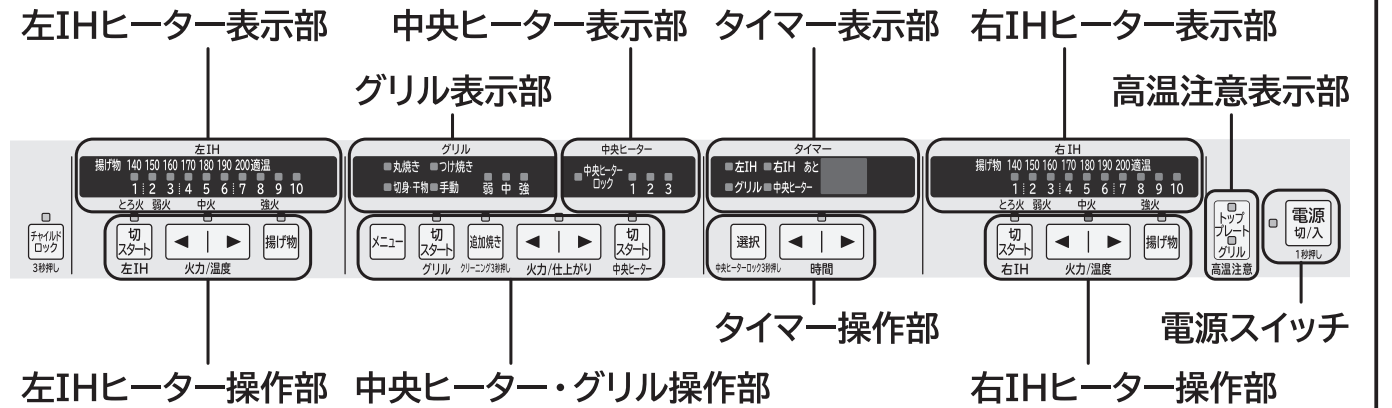 左IHヒーター表示部
中央ヒーター表示部
タイマー表示部
右IHヒーター表示部
グリル表示部
高温注意表示部
チャイルド
ロック
3秒押し
左IH
揚げ物 140 150 160 170 180 190 200 適温
1 2 3 4 5 6 7 8 9 10
とろ火 弱火 中火 強火
切
スタート
左IH
火力/温度
揚げ物
グリル
丸焼き つけ焼き
切身・干物 手動 弱 中 強
中央ヒーター
中央ヒーター
ロック 1 2 3
メニュー
切
スタート
グリル
追加焼き
クリーニング3秒押し
火力/仕上がり
切
スタート
中央ヒーター
タイマー
左IH 右IH あと
グリル 中央ヒーター
選択
中央ヒーターロック3秒押し
時間
右IH
揚げ物 140 150 160 170 180 190 200 適温
1 2 3 4 5 6 7 8 9 10
とろ火 弱火 中火 強火
切
スタート
右IH
火力/温度
揚げ物
トップ
プレート
グリル
高温注意
電源
切/入
1秒押し
タイマー操作部
電源スイッチ
左IHヒーター操作部
中央ヒーター・グリル操作部
右IHヒーター操作部